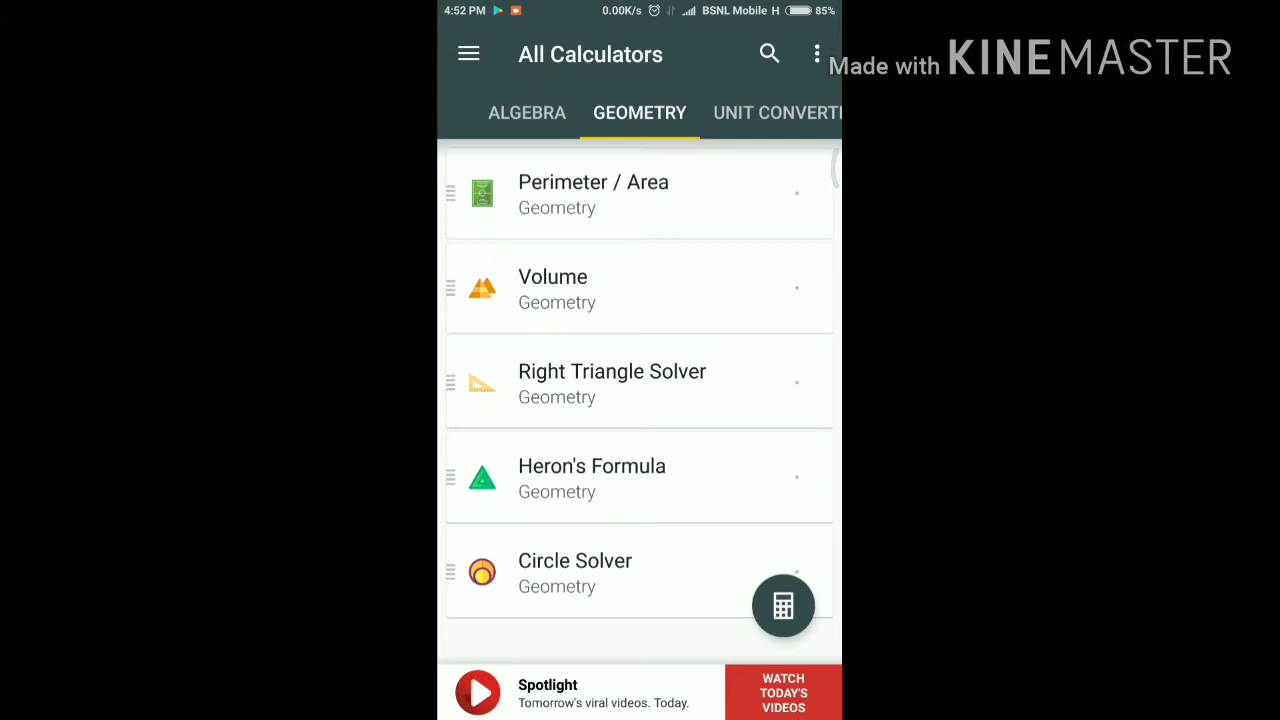 4:52 PM 0.00K/s BSNL Mobile H 85%
All Calculators
Made with KINEMASTER
ALGEBRA GEOMETRY UNIT CONVERTI
Perimeter / Area
Geometry
Volume
Geometry
Right Triangle Solver
Geometry
Heron's Formula
Geometry
Circle Solver
Geometry
Spotlight
Tomorrow's viral videos. Today.
WATCH
TODAY'S
VIDEOS